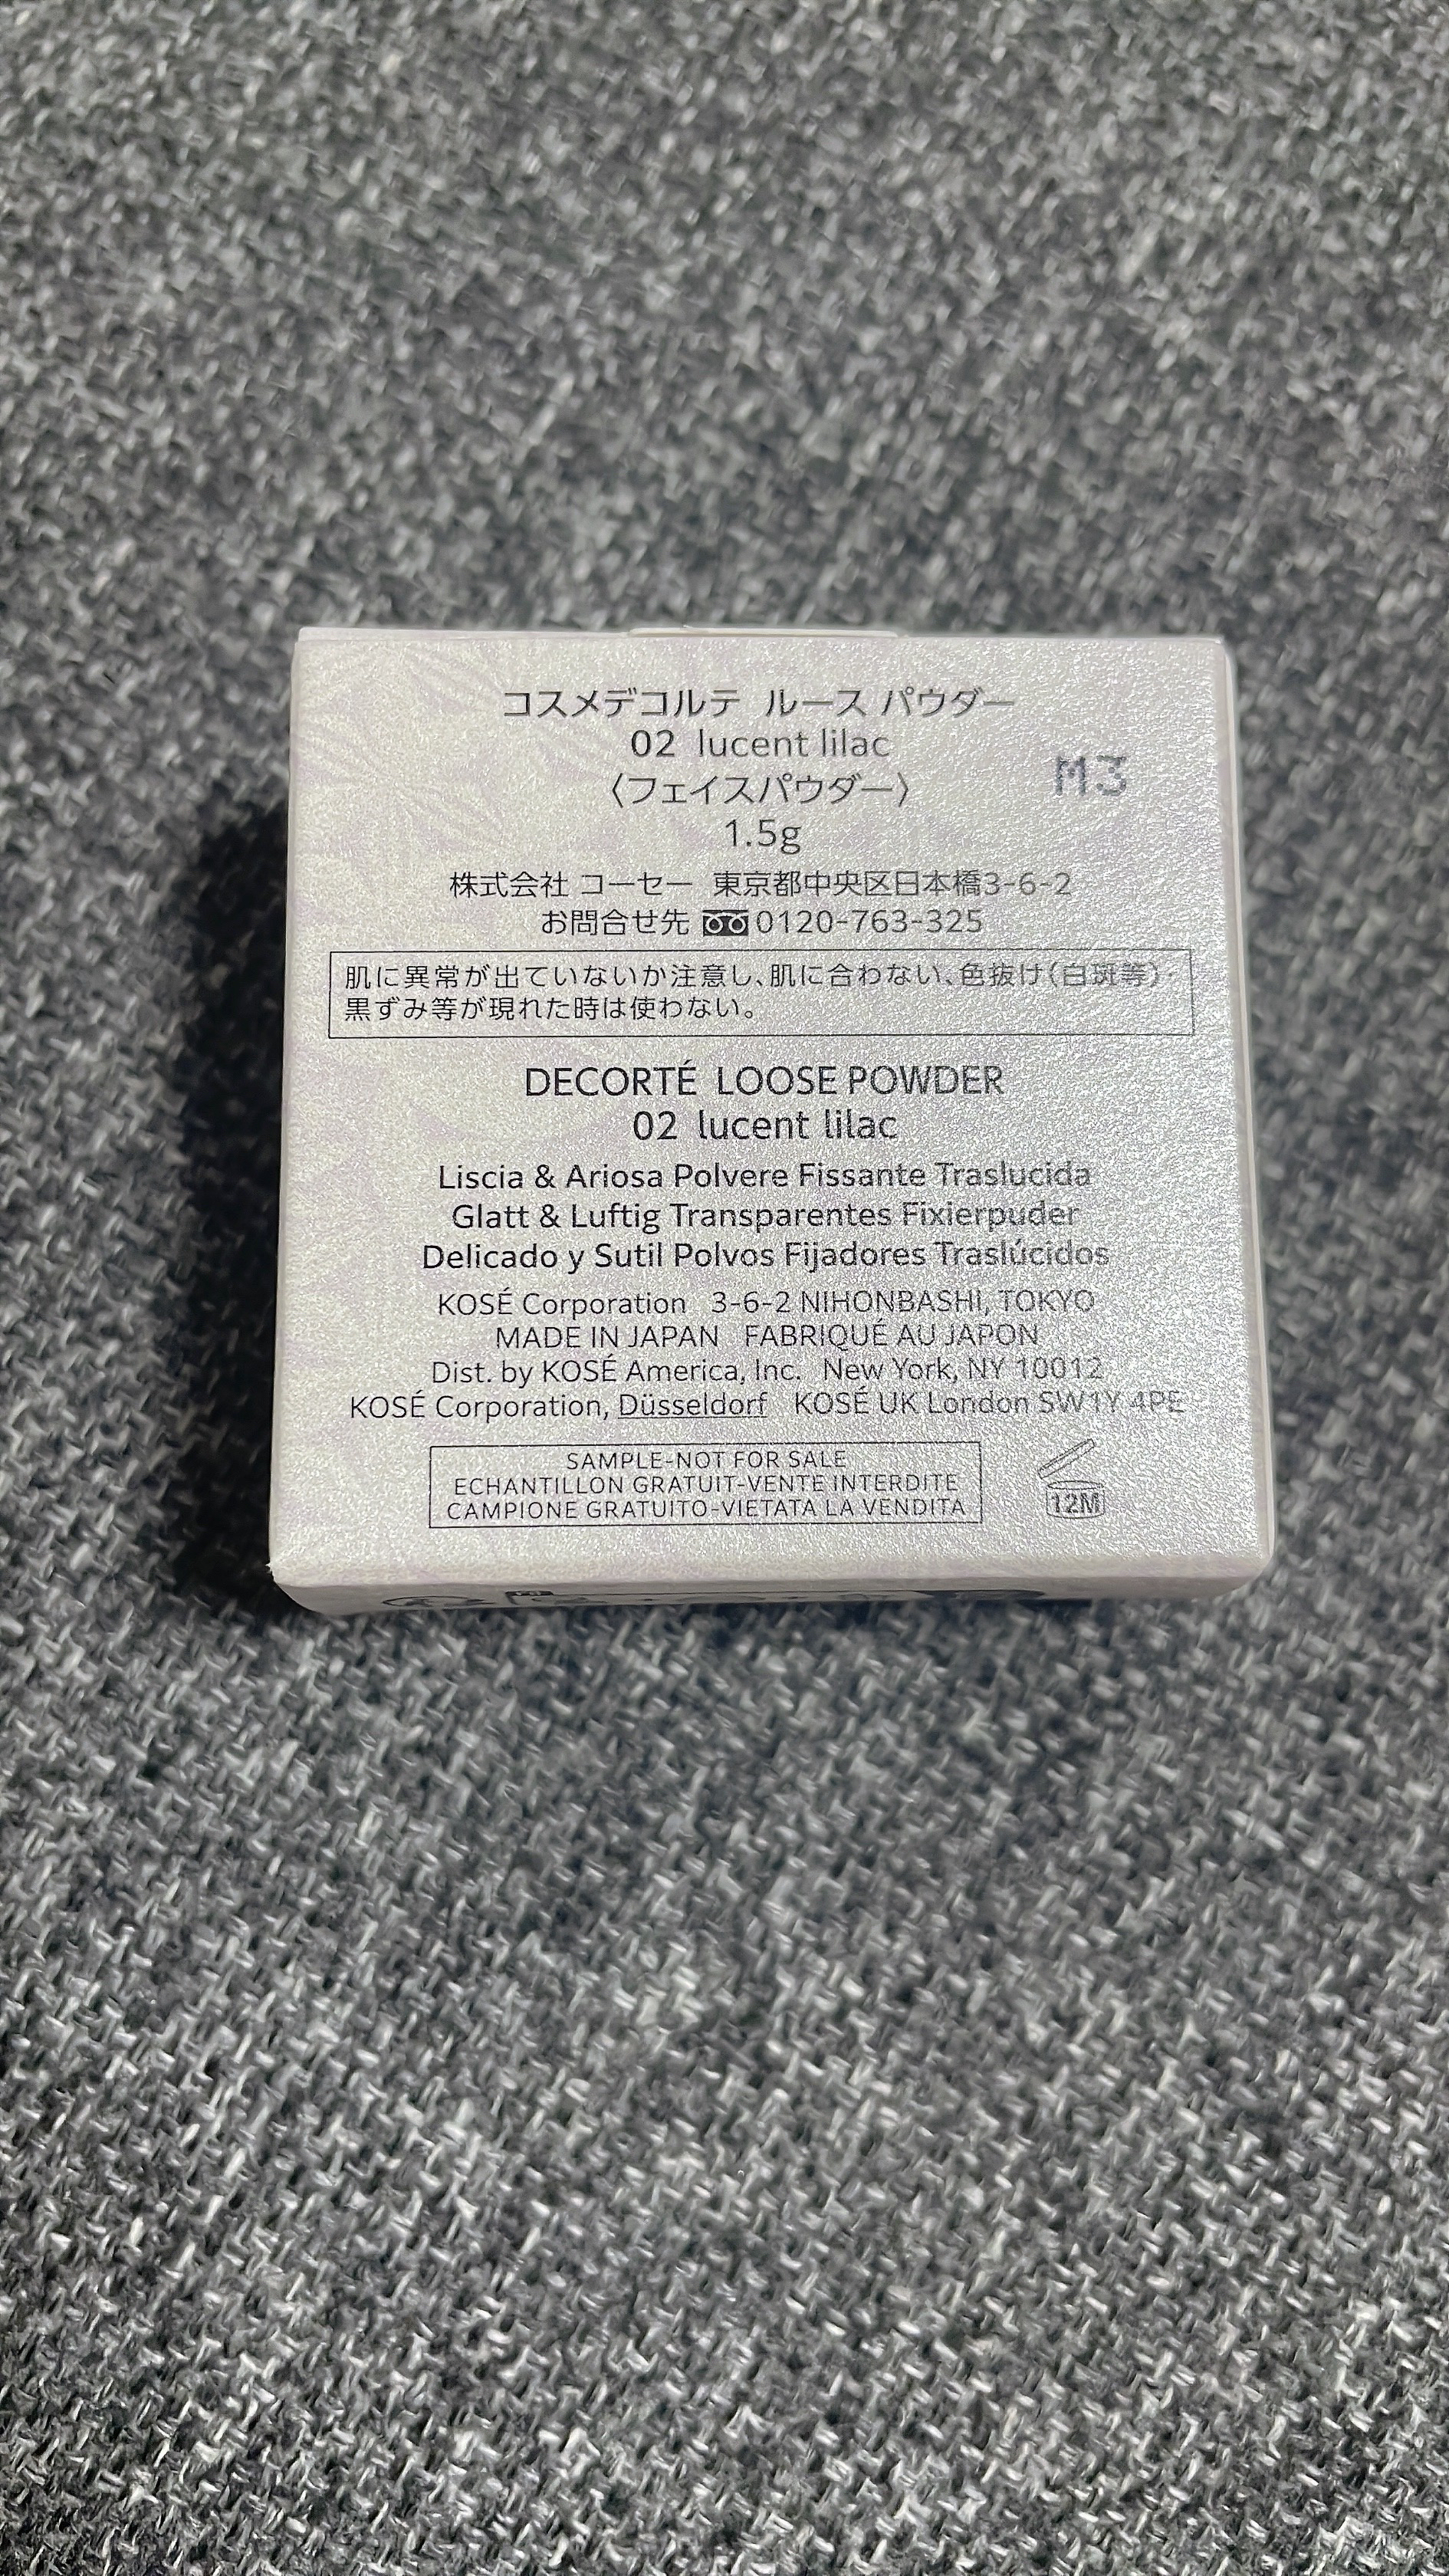 コスメデコルテ ルース パウダー
02 lucent lilac
〈フェイスパウダー〉
M3
1.5g
株式会社 コーセー 東京都中央区日本橋3-6-2
お問合せ先 0120-763-325
肌に異常が出ていないか注意し、肌に合わない、色抜け(白斑等)・
黒ずみ等が現れた時は使わない。
DECORTÉ LOOSE POWDER
02 lucent lilac
Liscia & Ariosa Polvere Fissante Traslucida
Glatt & Luftig Transparentes Fixierpuder
Delicado y Sutil Polvos Fijadores Traslúcidos
KOSÉ Corporation 3-6-2 NIHONBASHI, TOKYO
MADE IN JAPAN FABRIQUÉ AU JAPON
Dist. by KOSÉ America, Inc. New York, NY 10012
KOSÉ Corporation, Düsseldorf KOSÉ UK London SW1Y 4PE
SAMPLE-NOT FOR SALE
ECHANTILLON GRATUIT-VENTE INTERDITE
CAMPIONE GRATUITO-VIETATA LA VENDITA
12M